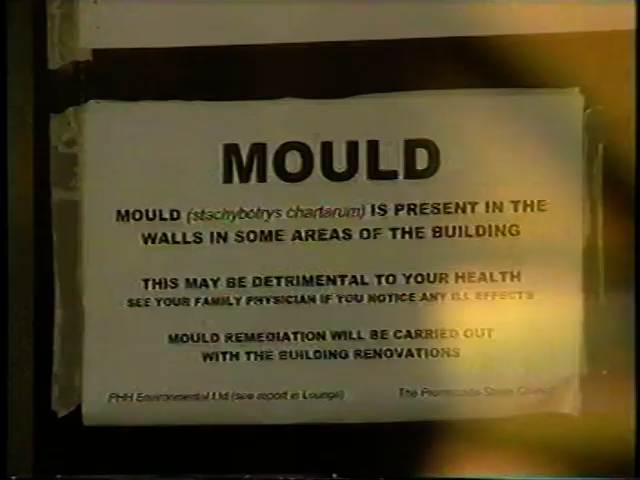 MOULD
MOULD (stachybotrys chartarum) IS PRESENT IN THE
WALLS IN SOME AREAS OF THE BUILDING
THIS MAY BE DETRIMENTAL TO YOUR HEALTH
SEE YOUR FAMILY PHYSICIAN IF YOU NOTICE ANY ILL EFFECTS
MOULD REMEDIATION WILL BE CARRIED OUT
WITH THE BUILDING RENOVATIONS
PHH Environmental Ltd (see report in Lounge)
The Promenade Strata Council